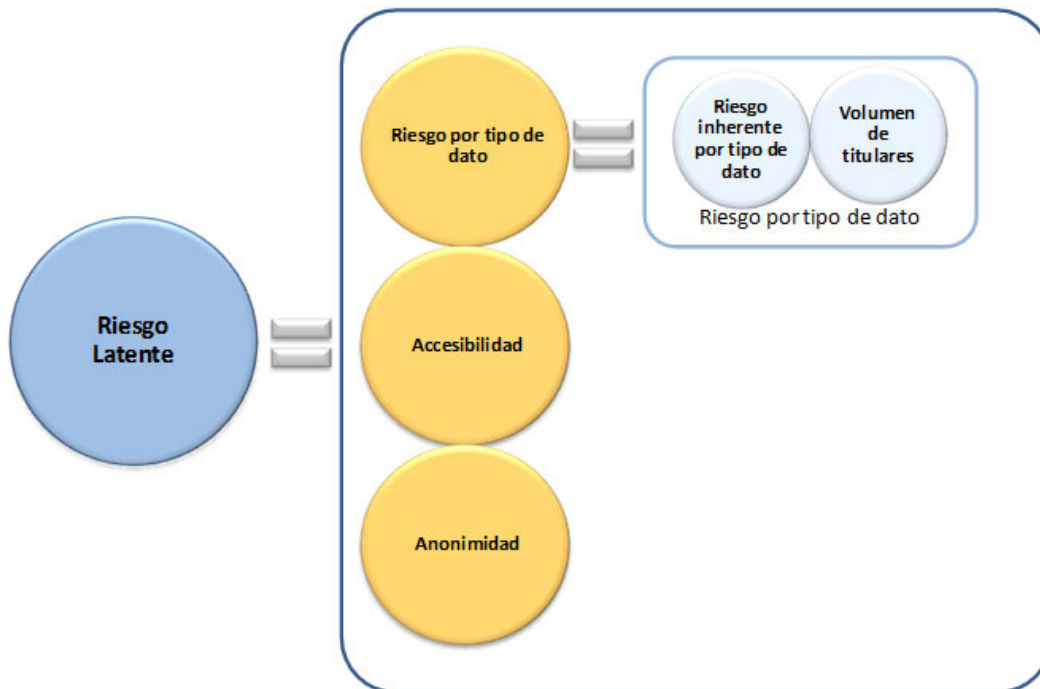 Riesgo
Latente
Riesgo por tipo de
dato
Accesibilidad
Anonimidad
Riesgo
inherente
por tipo de
dato
Volumen
de
titulares
Riesgo por tipo de dato